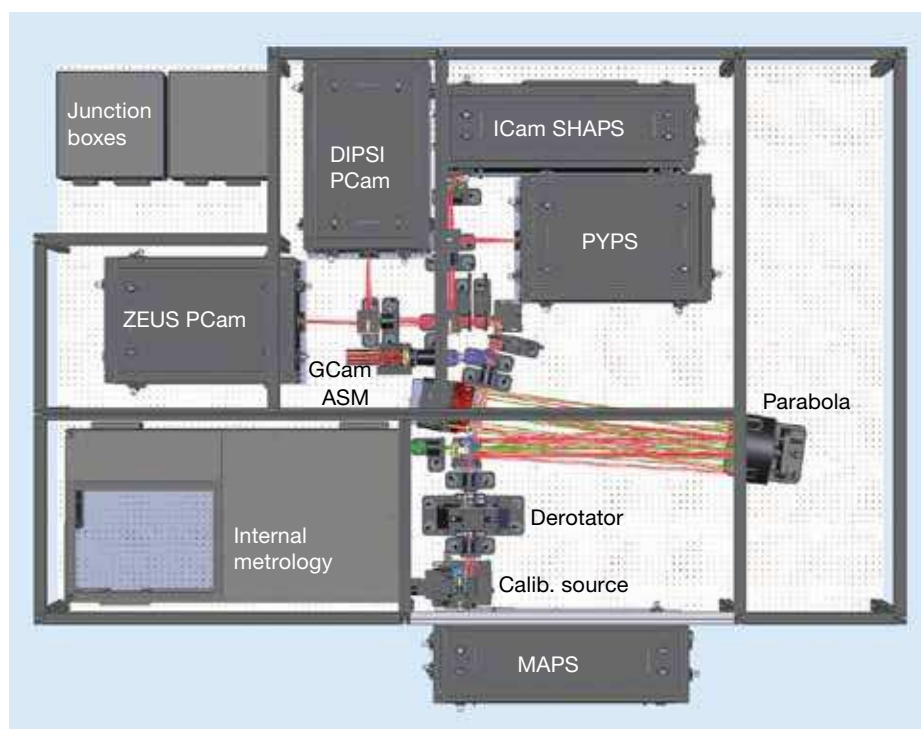 Junction
boxes
DIPSI
PCam
ICam SHAPS
PYPS
ZEUS PCam
GCam
ASM
Parabola
Internal
metrology
Derotator
Calib. source
MAPS